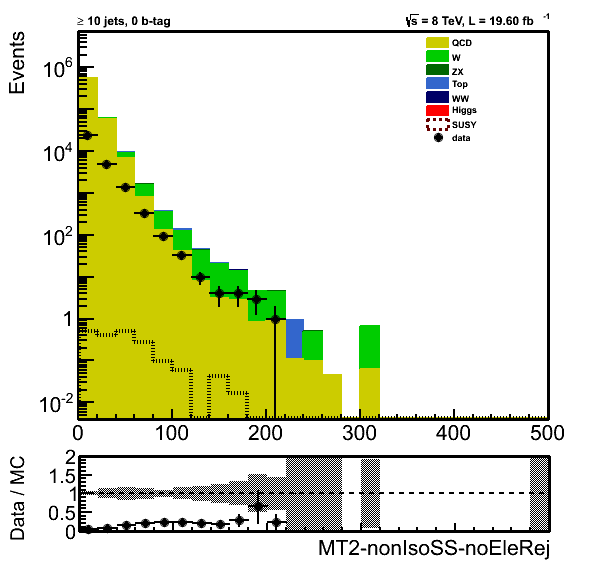 ≥ 10 jets, 0 b-tag
√s = 8 TeV, L = 19.60 fb⁻¹
Events
10⁶
10⁴
10²
1
10⁻²
QCD
W
ZX
Top
WW
Higgs
SUSY
data
0 100 200 300 400 500
Data / MC
2
1.5
1
0.5
0
MT2-nonIsoSS-noEleRej